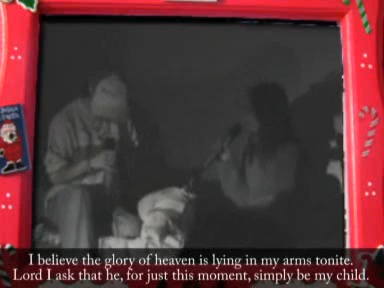 I believe the glory of heaven is lying in my arms tonite.
Lord I ask that he, for just this moment, simply be my child.